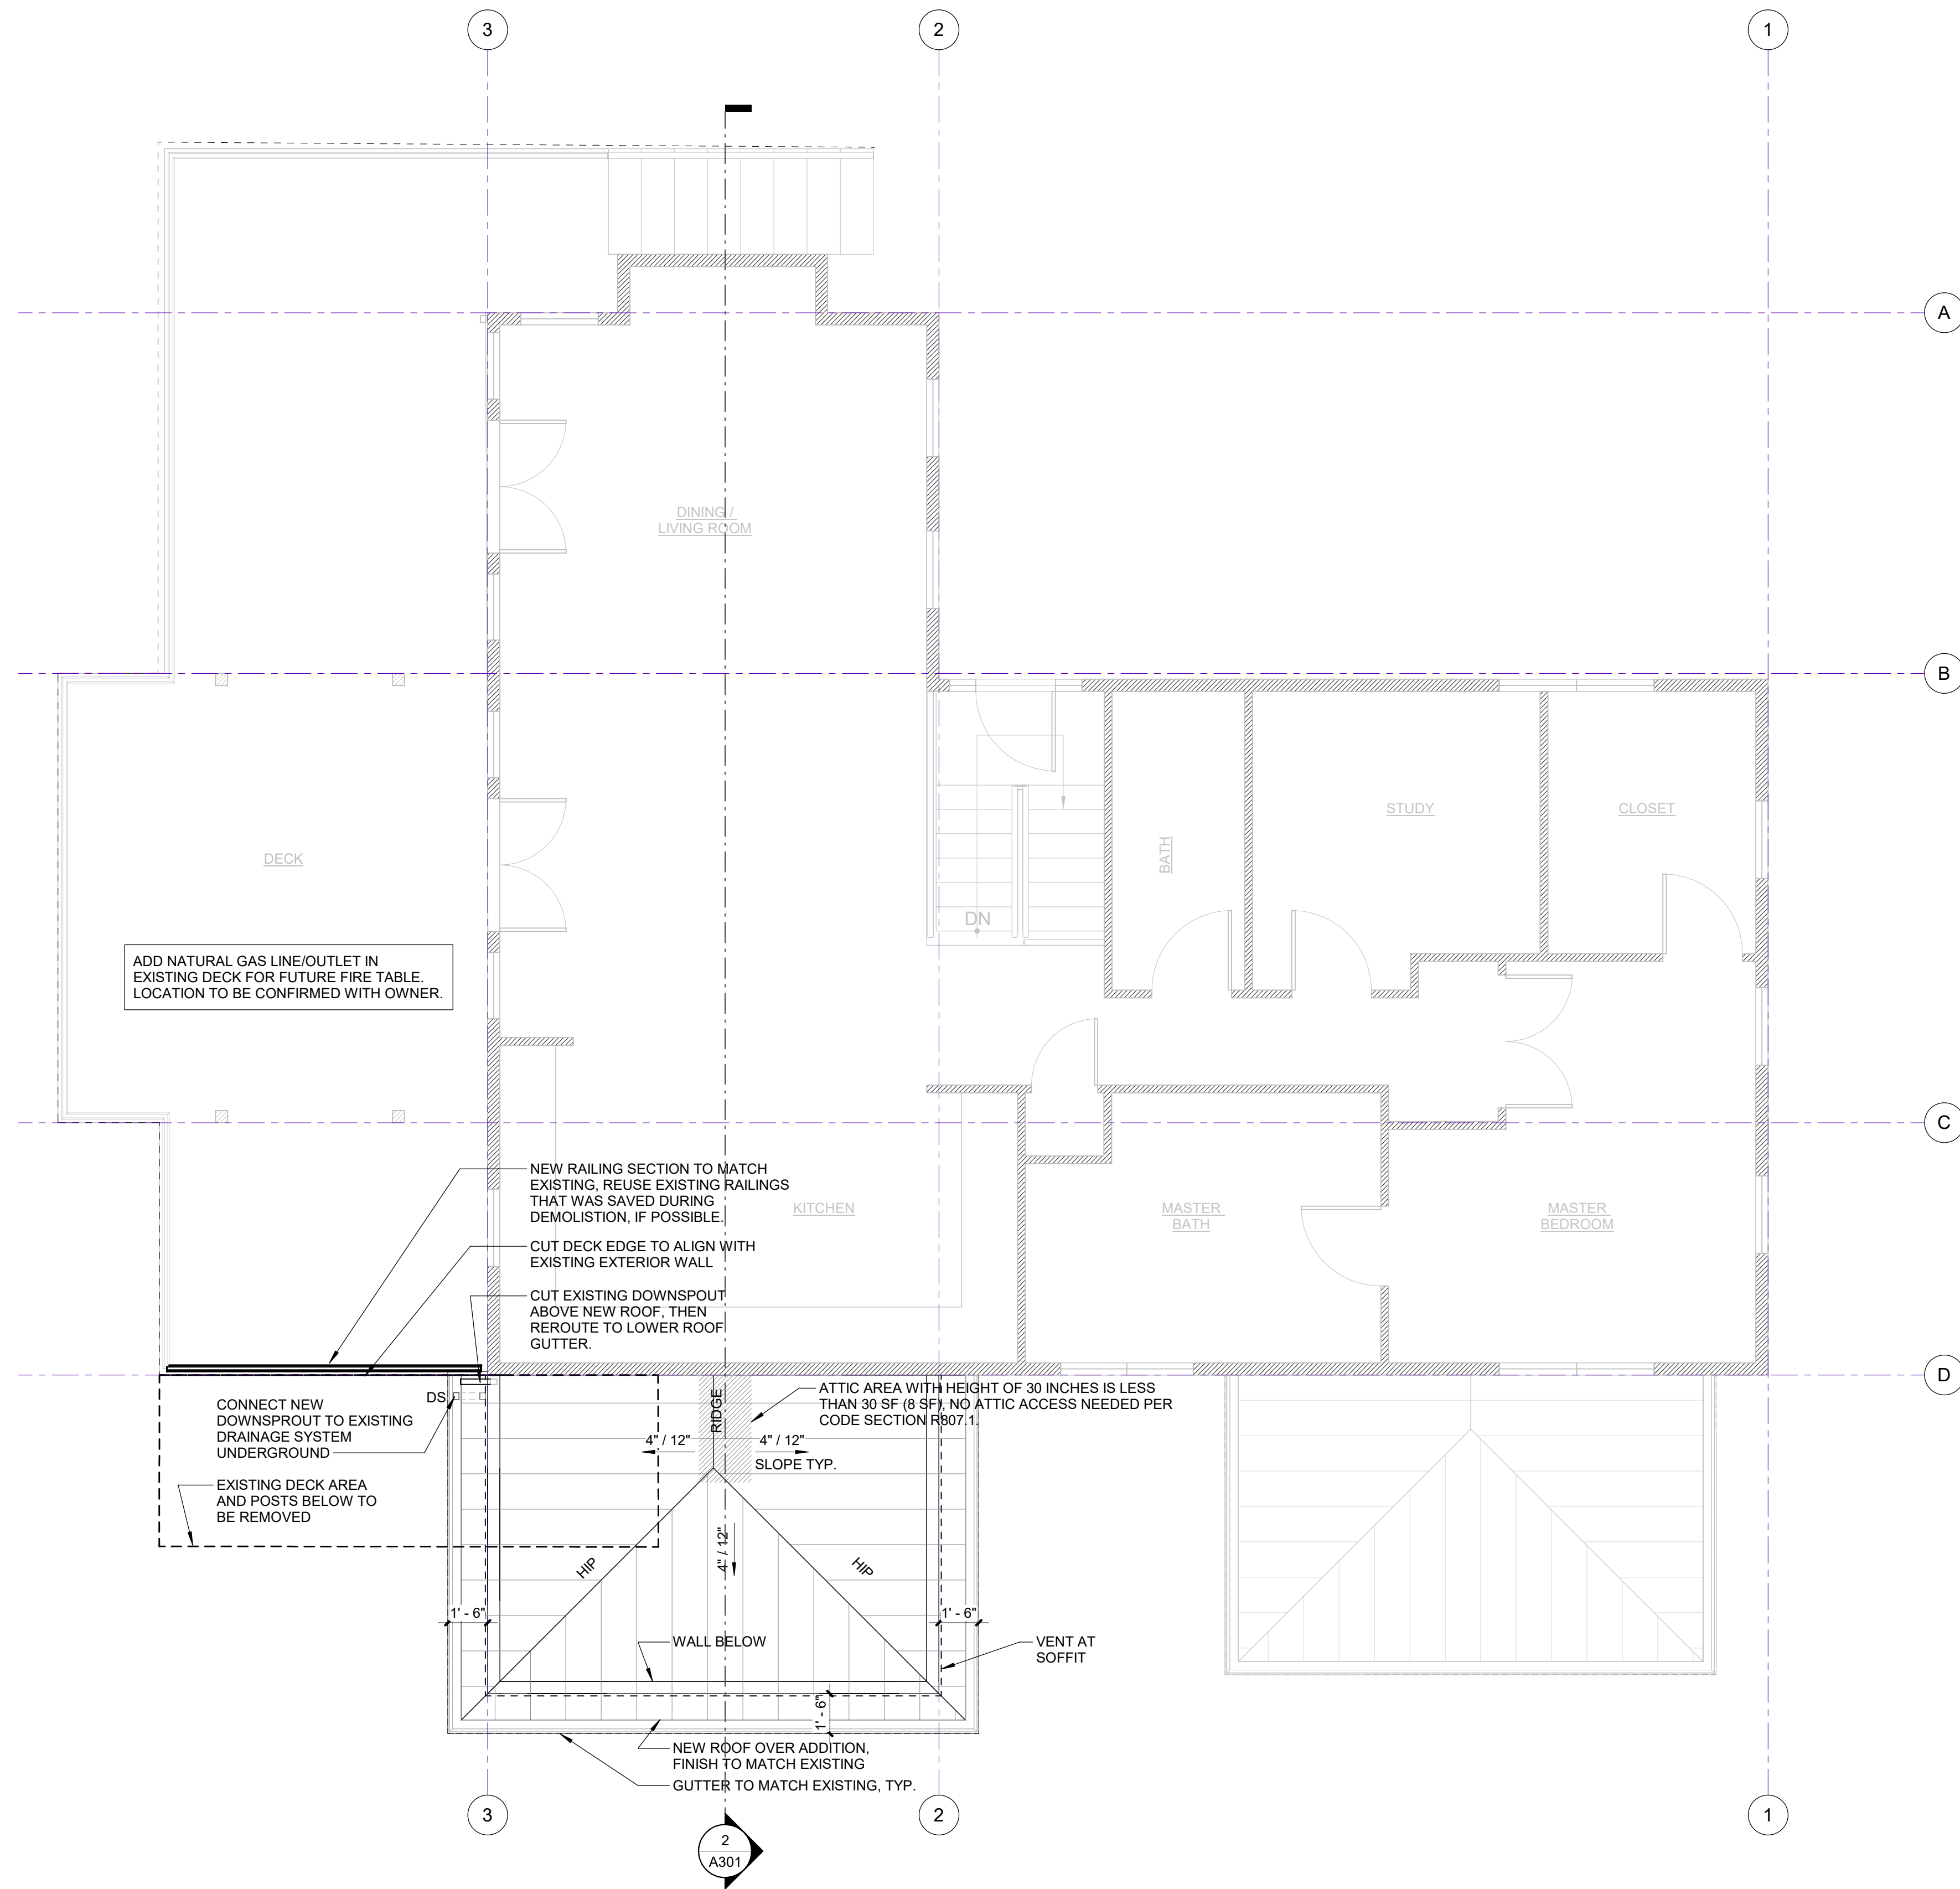 3
2
1
A
DINING /
LIVING ROOM
B
STUDY
CLOSET
BATH
DECK
DN
ADD NATURAL GAS LINE/OUTLET IN
EXISTING DECK FOR FUTURE FIRE TABLE.
LOCATION TO BE CONFIRMED WITH OWNER.
C
NEW RAILING SECTION TO MATCH
EXISTING, REUSE EXISTING RAILINGS
THAT WAS SAVED DURING
DEMOLISTION, IF POSSIBLE.
KITCHEN
MASTER
BATH
MASTER
BEDROOM
CUT DECK EDGE TO ALIGN WITH
EXISTING EXTERIOR WALL
CUT EXISTING DOWNSPOUT
ABOVE NEW ROOF, THEN
REROUTE TO LOWER ROOF
GUTTER.
D
DS
CONNECT NEW
DOWNSPROUT TO EXISTING
DRAINAGE SYSTEM
UNDERGROUND
RIDGE
ATTIC AREA WITH HEIGHT OF 30 INCHES IS LESS
THAN 30 SF (8 SF), NO ATTIC ACCESS NEEDED PER
CODE SECTION R807.1.
4" / 12"
4" / 12"
SLOPE TYP.
EXISTING DECK AREA
AND POSTS BELOW TO
BE REMOVED
4" / 12"
HIP
HIP
1' - 6"
1' - 6"
WALL BELOW
VENT AT
SOFFIT
1' - 6"
NEW ROOF OVER ADDITION,
FINISH TO MATCH EXISTING
GUTTER TO MATCH EXISTING, TYP.
3
2
1
2
A301